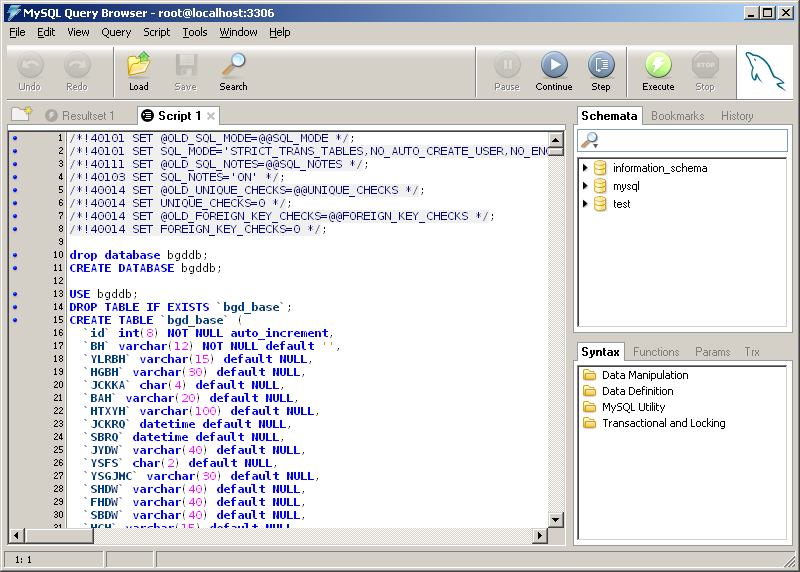 MySQL Query Browser - root@localhost:3306
File Edit View Query Script Tools Window Help
Undo Redo Load Save Search Pause Continue Step Execute Stop
Resultset 1 Script 1
1 /*!40101 SET @OLD_SQL_MODE=@@SQL_MODE */;
2 /*!40101 SET SQL_MODE='STRICT_TRANS_TABLES,NO_AUTO_CREATE_USER,NO_ENG
3 /*!40111 SET @OLD_SQL_NOTES=@@SQL_NOTES */;
4 /*!40103 SET SQL_NOTES='ON' */;
5 /*!40014 SET @OLD_UNIQUE_CHECKS=@@UNIQUE_CHECKS */;
6 /*!40014 SET UNIQUE_CHECKS=0 */;
7 /*!40014 SET @OLD_FOREIGN_KEY_CHECKS=@@FOREIGN_KEY_CHECKS */;
8 /*!40014 SET FOREIGN_KEY_CHECKS=0 */;
9
10 drop database bgddb;
11 CREATE DATABASE bgddb;
12
13 USE bgddb;
14 DROP TABLE IF EXISTS `bgd_base`;
15 CREATE TABLE `bgd_base` (
16 `id` int(8) NOT NULL auto_increment,
17 `BH` varchar(12) NOT NULL default '',
18 `YLRBH` varchar(15) default NULL,
19 `HGBH` varchar(30) default NULL,
20 `JCKKA` char(4) default NULL,
21 `BAH` varchar(20) default NULL,
22 `HTXYH` varchar(100) default NULL,
23 `JCKRQ` datetime default NULL,
24 `SBRQ` datetime default NULL,
25 `JYDW` varchar(40) default NULL,
26 `YSFS` char(2) default NULL,
27 `YSGJMC` varchar(30) default NULL,
28 `SHDW` varchar(40) default NULL,
29 `FHDW` varchar(40) default NULL,
30 `SBDW` varchar(40) default NULL,
Schemata Bookmarks History
information_schema
mysql
test
Syntax Functions Params Trx
Data Manipulation
Data Definition
MySQL Utility
Transactional and Locking
1: 1